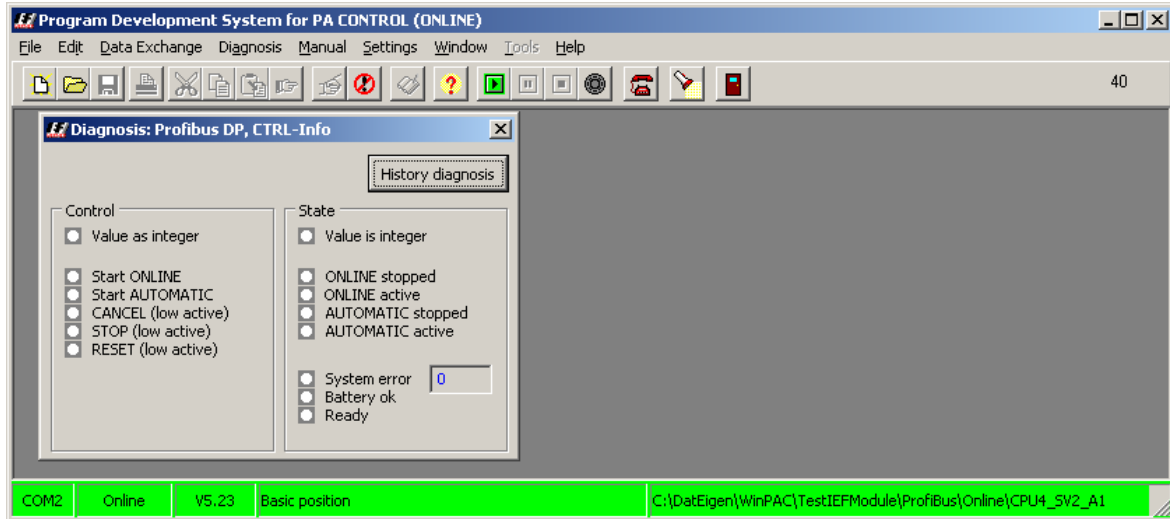 Program Development System for PA CONTROL (ONLINE)
File Edit Data Exchange Diagnosis Manual Settings Window Tools Help
40
Diagnosis: Profibus DP, CTRL-Info
History diagnosis
Control
Value as integer
Start ONLINE
Start AUTOMATIC
CANCEL (low active)
STOP (low active)
RESET (low active)
State
Value is integer
ONLINE stopped
ONLINE active
AUTOMATIC stopped
AUTOMATIC active
System error 0
Battery ok
Ready
COM2 Online V5.23 Basic position C:\DatEigen\WinPAC\TestIEFModule\ProfiBus\Online\CPU4_SV2_A1